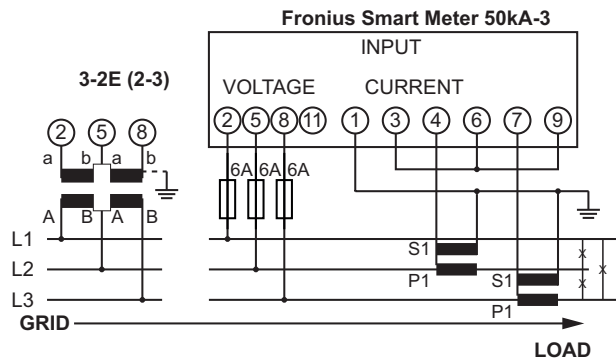 Fronius Smart Meter 50kA-3
INPUT
3-2E (2-3)
VOLTAGE CURRENT
2 5 8
2 5 8 11 1 3 4 6 7 9
a b a b
6A 6A 6A
A B A B
L1
S1
L2
P1
S1
L3
P1
GRID
LOAD
x
x
x